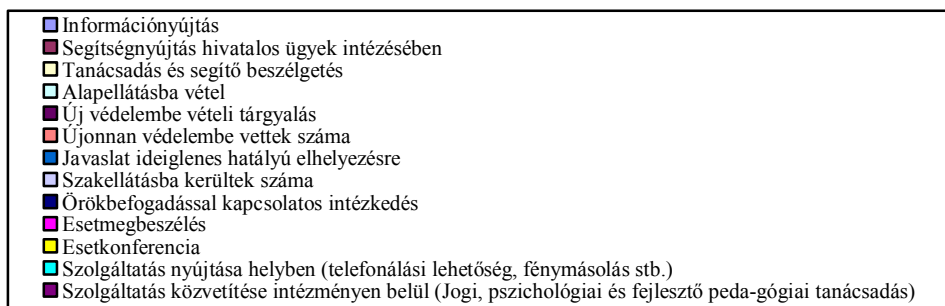 Információnyújtás
Segítségnyújtás hivatalos ügyek intézésében
Tanácsadás és segítő beszélgetés
Alapellátásba vétel
Új védelembe vételi tárgyalás
Újonnan védelembe vettek száma
Javaslat ideiglenes hatályú elhelyezésre
Szakellátásba kerültek száma
Örökbefogadással kapcsolatos intézkedés
Esetmegbeszélés
Esetkonferencia
Szolgáltatás nyújtása helyben (telefonálási lehetőség, fénymásolás stb.)
Szolgáltatás közvetítése intézményen belül (Jogi, pszichológiai és fejlesztő peda-gógiai tanácsadás)